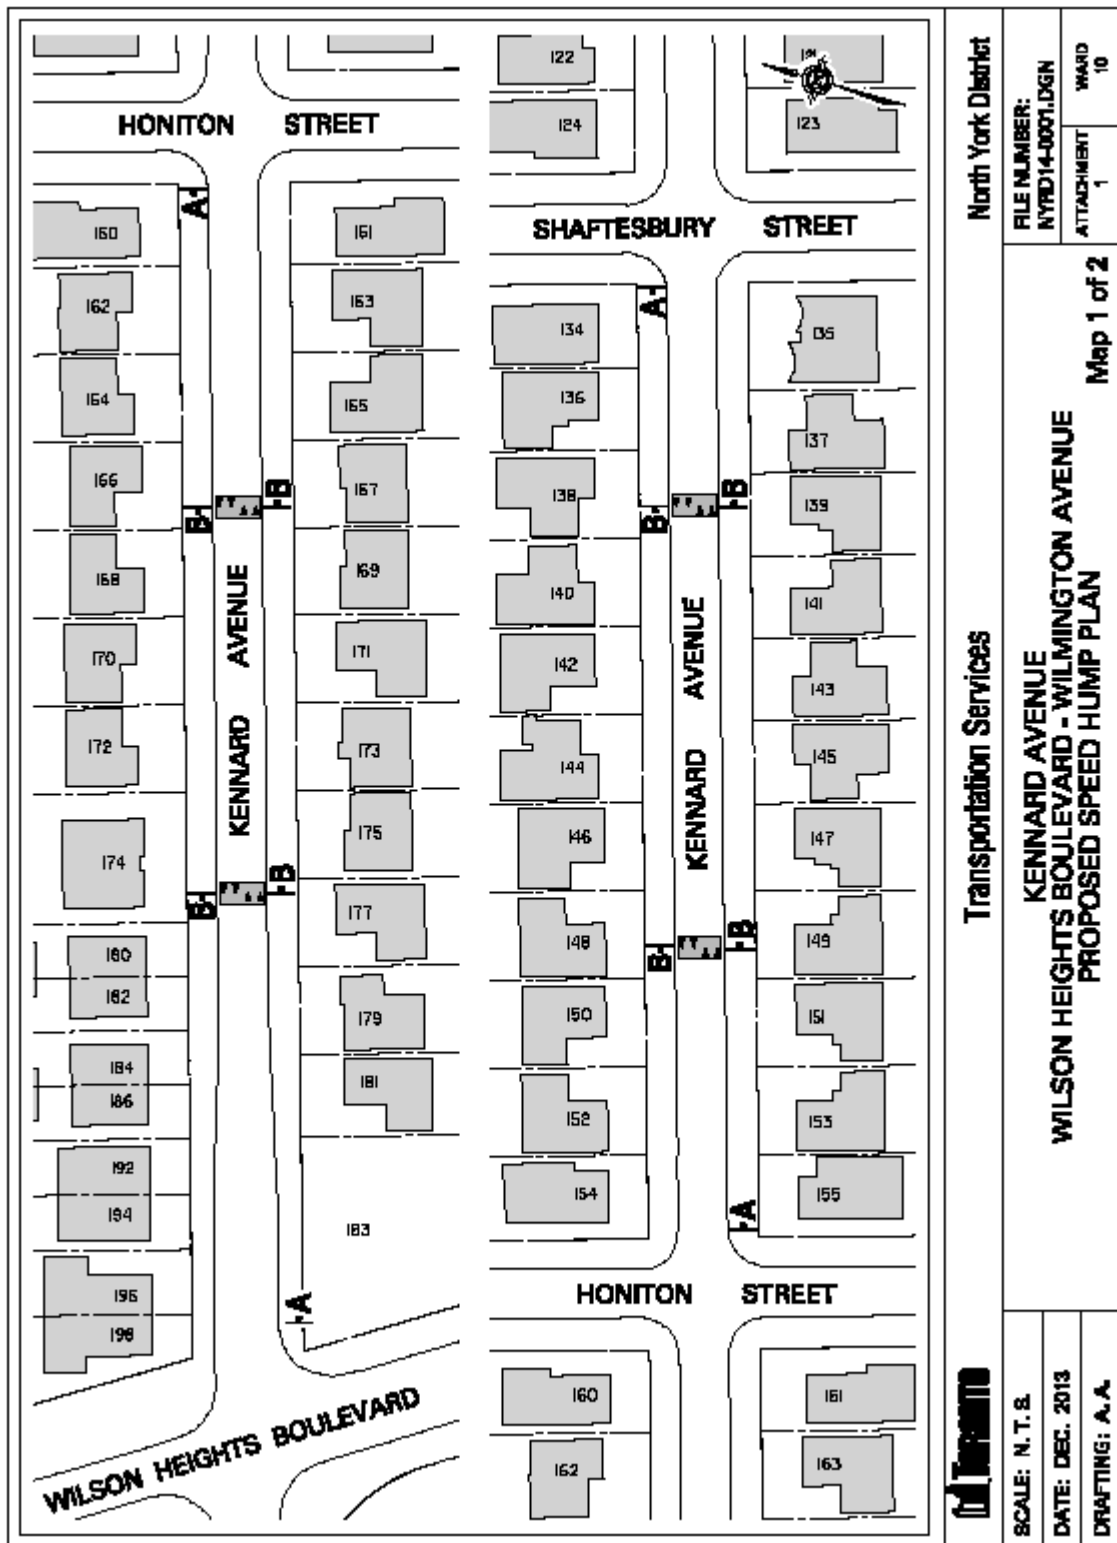 HONITON STREET
160
161
162
163
164
165
166
167
168
169
170
171
172
173
174
175
177
180
182
179
184
186
181
192
194
183
196
198
A
B
B
KENNARD AVENUE
B
B
A
WILSON HEIGHTS BOULEVARD
122
124
123
SHAFTESBURY STREET
A
134
135
136
137
138
139
B
B
140
141
142
143
144
145
KENNARD AVENUE
146
147
148
149
B
B
150
151
152
153
154
155
A
HONITON STREET
160
161
162
163
TORONTO
Transportation Services
North York District
SCALE: N. T. S.
DATE: DEC. 2013
DRAFTING: A. A.
KENNARD AVENUE
WILSON HEIGHTS BOULEVARD - WILMINGTON AVENUE
PROPOSED SPEED HUMP PLAN
Map 1 of 2
FILE NUMBER:
NYRD14-0001.DGN
ATTACHMENT
1
WARD
10